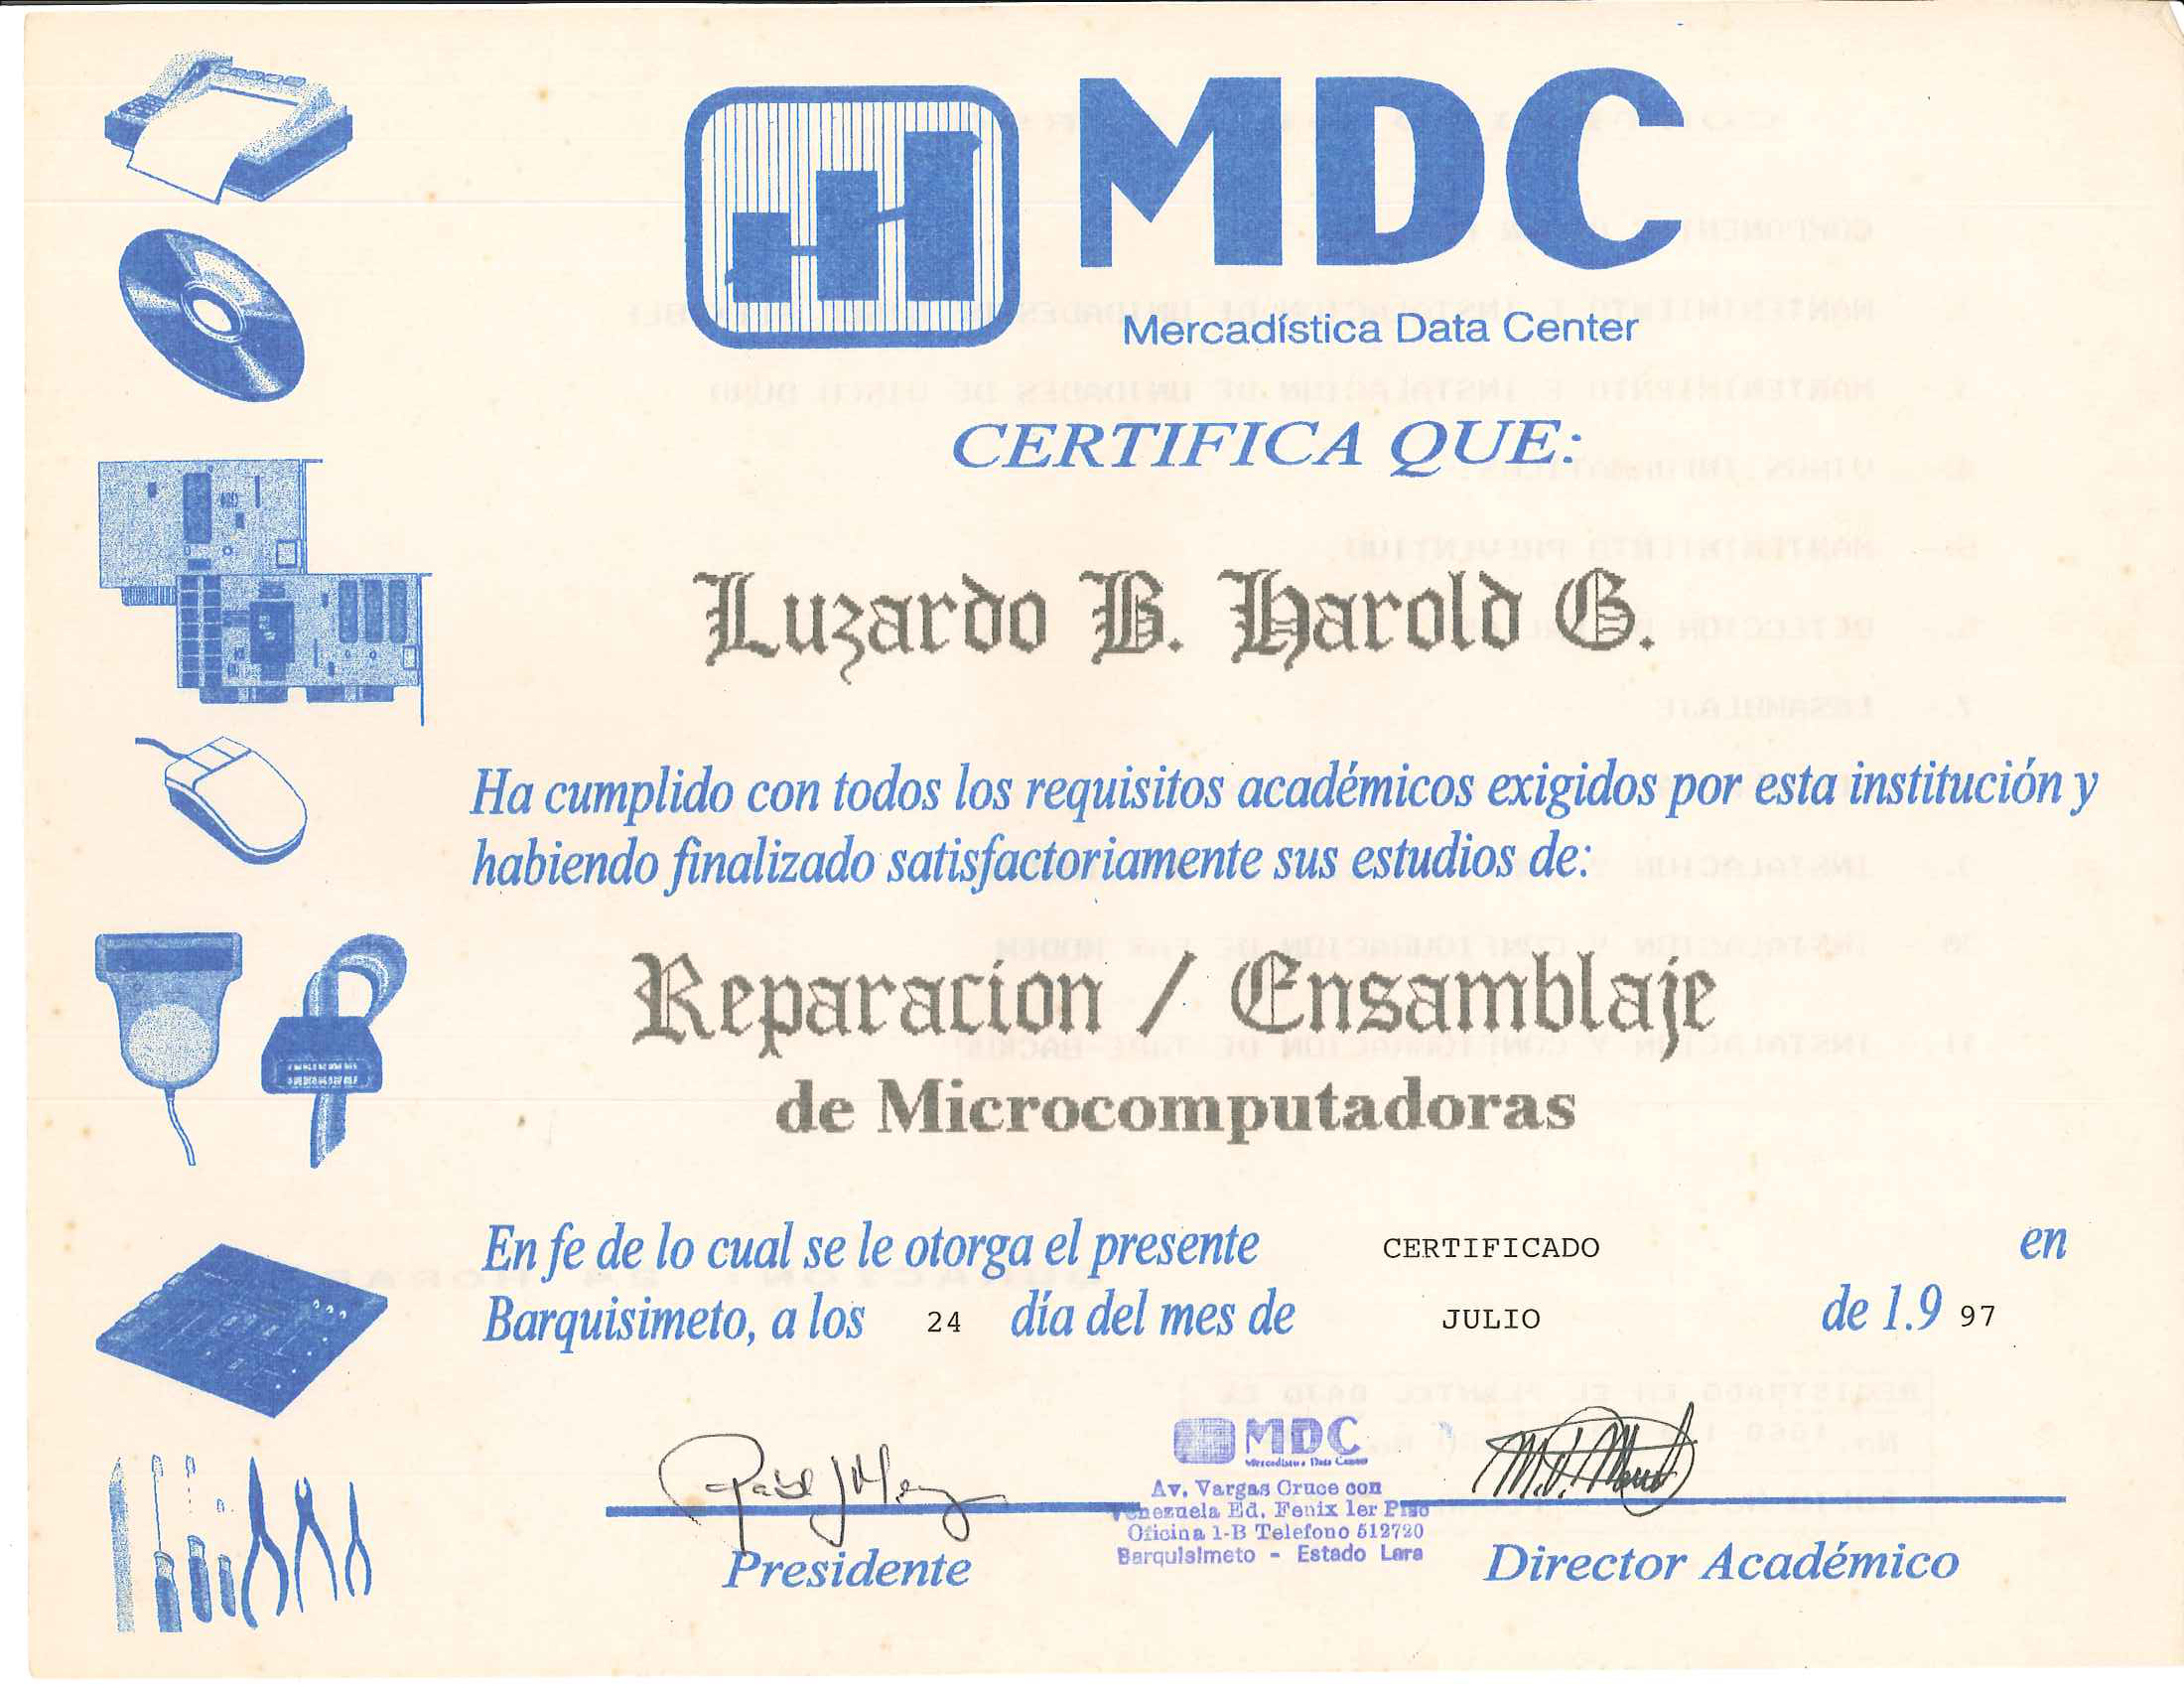 MDC
Mercadística Data Center
CERTIFICA QUE:
Luzardo B. Harold G.
Ha cumplido con todos los requisitos académicos exigidos por esta institución y
habiendo finalizado satisfactoriamente sus estudios de:
Reparacion / Ensamblaje
de Microcomputadoras
En fe de lo cual se le otorga el presente CERTIFICADO en
Barquisimeto, a los 24 día del mes de JULIO de 1.9 97
MDC
Mercadistica Data Center
Av. Vargas Cruce con
Venezuela Ed. Fenix 1er Piso
Oficina 1-B Telefono 512720
Barquisimeto - Estado Lara
Presidente
Director Académico